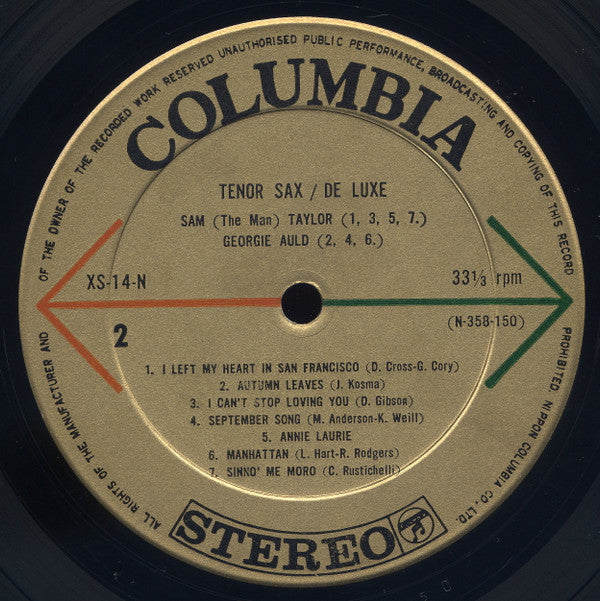 ALL RIGHTS OF THE MANUFACTURER AND OF THE OWNER OF THE RECORDED WORK RESERVED UNAUTHORISED PUBLIC PERFORMANCE, BROADCASTING AND COPYING OF THIS RECORD PROHIBITED NIPPON COLUMBIA CO., LTD.
COLUMBIA
TENOR SAX / DE LUXE
SAM (The Man) TAYLOR (1, 3, 5, 7.)
GEORGIE AULD (2, 4, 6.)
XS-14-N
33⅓ rpm
2
(N-358-150)
1. I LEFT MY HEART IN SAN FRANCISCO (D. Cross-G. Cory)
2. AUTUMN LEAVES (J. Kosma)
3. I CAN'T STOP LOVING YOU (D. Gibson)
4. SEPTEMBER SONG (M. Anderson-K. Weill)
5. ANNIE LAURIE
6. MANHATTAN (L. Hart-R. Rodgers)
7. SINNO' ME MORO (C. Rustichelli)
STEREO